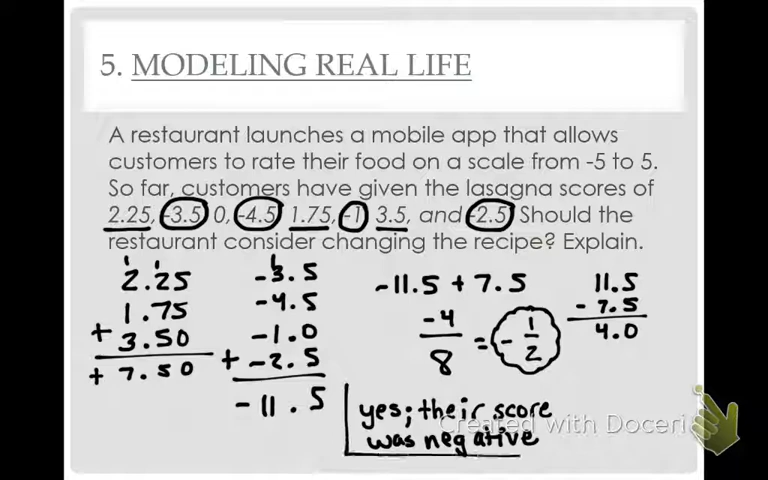 5. MODELING REAL LIFE
A restaurant launches a mobile app that allows
customers to rate their food on a scale from -5 to 5.
So far, customers have given the lasagna scores of
2.25, -3.5 0, -4.5 1.75, -1 3.5, and -2.5 Should the
restaurant consider changing the recipe? Explain.
1 1
2.25
1.75
+ 3.50
+ 7.50
1
-3.5
-4.5
-1.0
+ -2.5
-11.5
-11.5 + 7.5
-4
8
= - 1
2
11.5
- 7.5
4.0
yes; their score
was negative
Created with Doceri